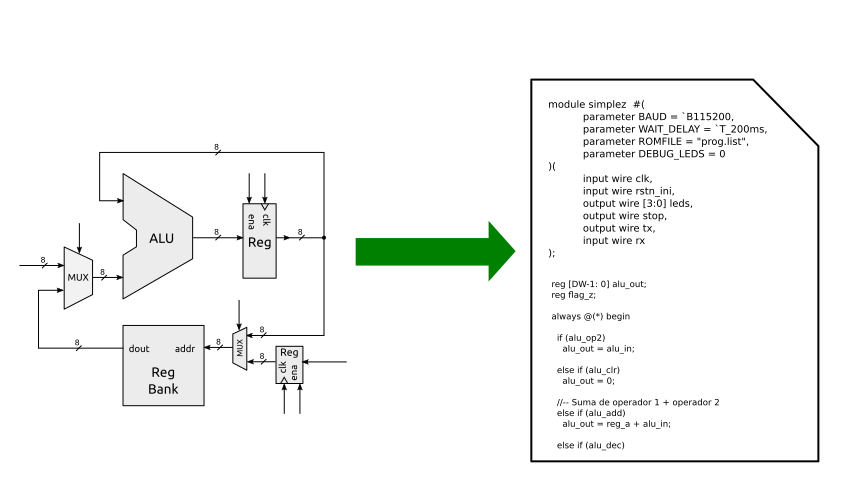 8
ALU
8
ena
clk
Reg
8
8
MUX
8
8
dout
addr
Reg
Bank
8
MUX
8
8
Reg
clk
ena
module simplez #(
parameter BAUD = `B115200,
parameter WAIT_DELAY = `T_200ms,
parameter ROMFILE = "prog.list",
parameter DEBUG_LEDS = 0
)(
input wire clk,
input wire rstn_ini,
output wire [3:0] leds,
output wire stop,
output wire tx,
input wire rx
);
reg [DW-1: 0] alu_out;
reg flag_z;
always @(*) begin
if (alu_op2)
alu_out = alu_in;
else if (alu_clr)
alu_out = 0;
//-- Suma de operador 1 + operador 2
else if (alu_add)
alu_out = reg_a + alu_in;
else if (alu_dec)